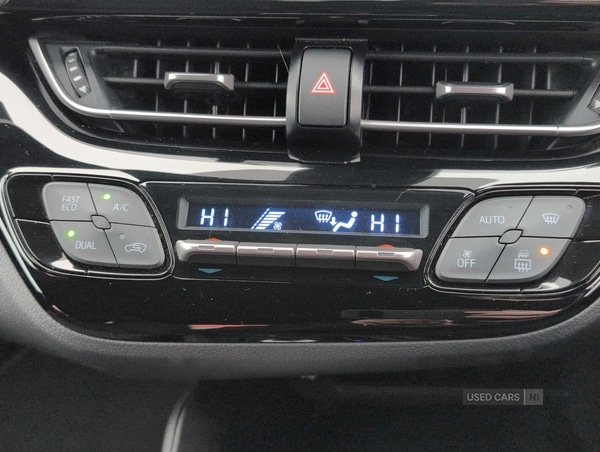 FAST
ECO
A/C
DUAL
HI
HI
AUTO
OFF
USED CARS NI